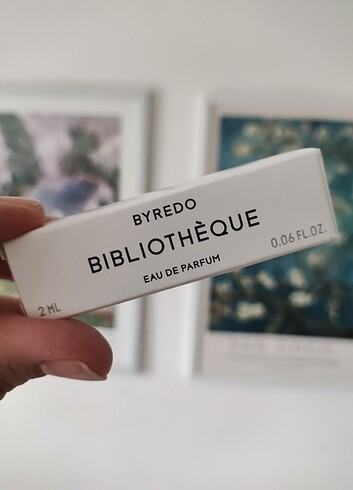 BYREDO
BIBLIOTHÈQUE
EAU DE PARFUM
2 ML
0.06 FL.OZ.